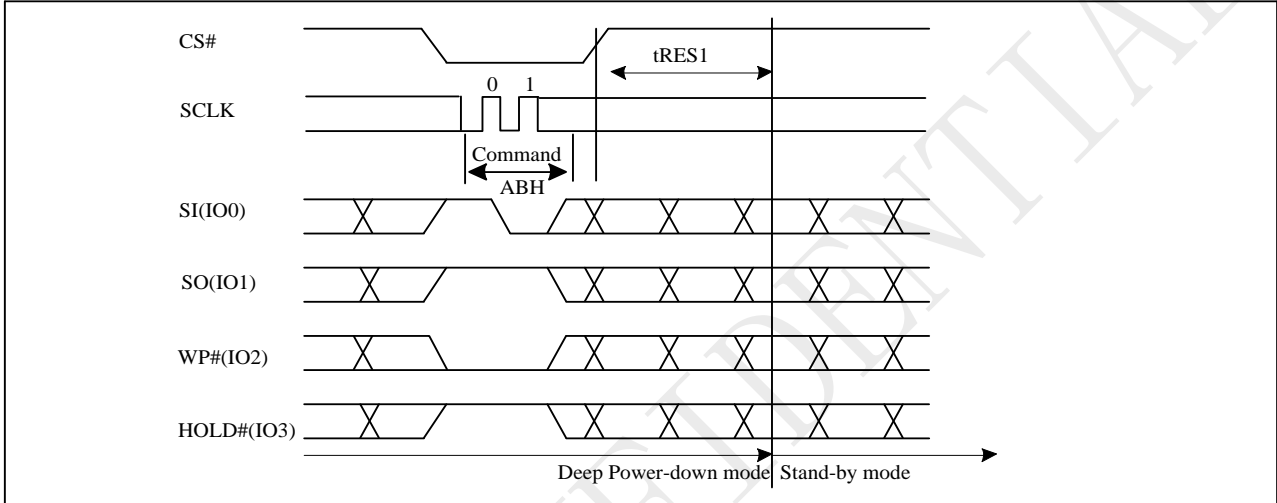 CS#
tRES1
0 1
SCLK
Command
ABH
SI(IO0)
SO(IO1)
WP#(IO2)
HOLD#(IO3)
Deep Power-down mode Stand-by mode